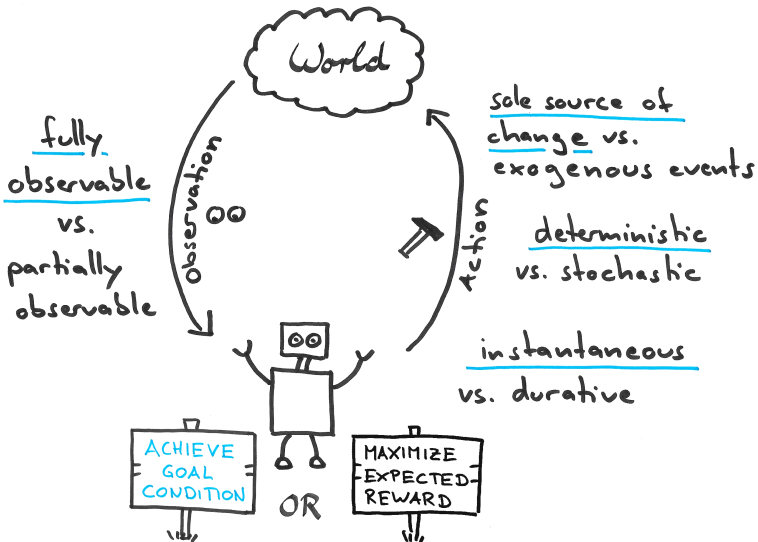 World
fully
observable
vs.
partially
observable
Observation
Action
sole source of
change vs.
exogenous events
deterministic
vs. stochastic
instantaneous
vs. durative
ACHIEVE
GOAL
CONDITION
OR
MAXIMIZE
EXPECTED
REWARD